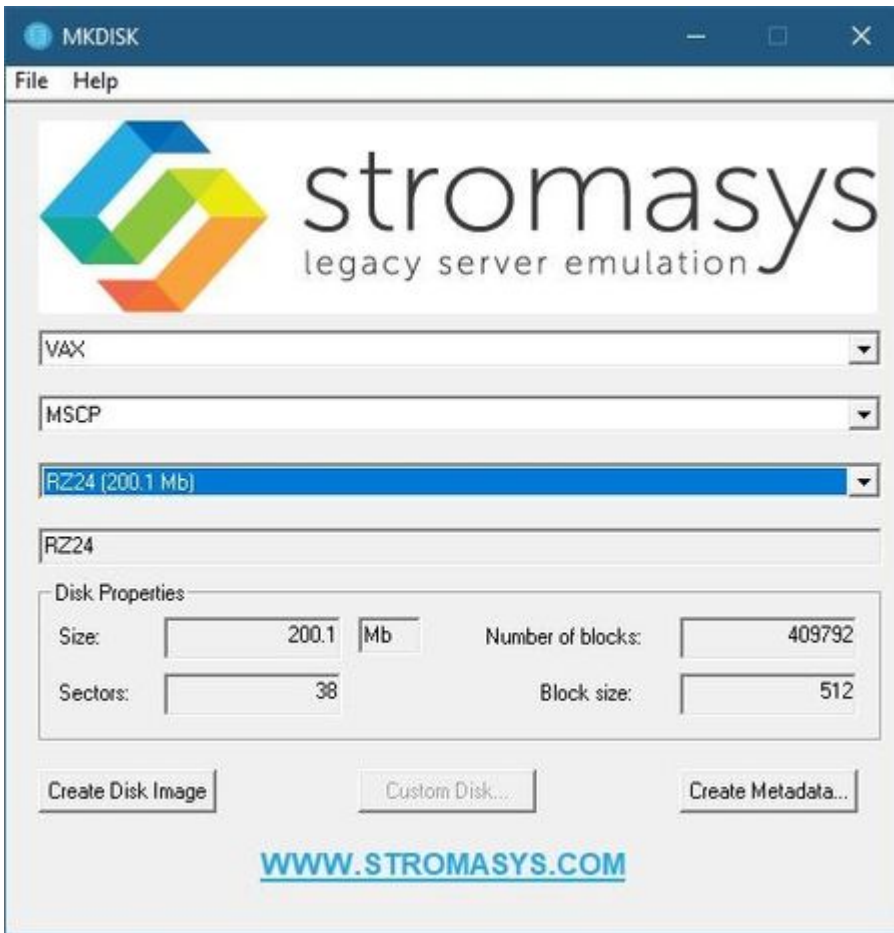 MKDISK
File Help
stromasys
legacy server emulation
VAX
MSCP
RZ24 (200.1 Mb)
RZ24
Disk Properties
Size: 200.1 Mb Number of blocks: 409792
Sectors: 38 Block size: 512
Create Disk Image Custom Disk... Create Metadata...
WWW.STROMASYS.COM